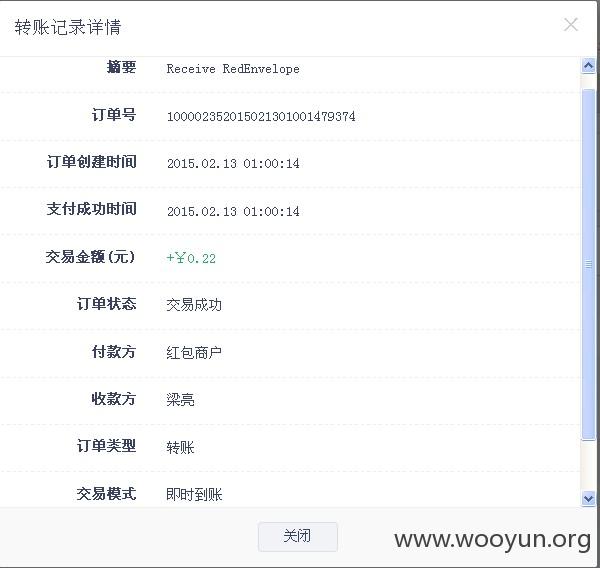 转账记录详情
摘要 Receive RedEnvelope
订单号 1000023520150213010014​79374
订单创建时间 2015.02.13 01:00:14
支付成功时间 2015.02.13 01:00:14
交易金额(元) +￥0.22
订单状态 交易成功
付款方 红包商户
收款方 梁亮
订单类型 转账
交易模式 即时到账
关闭
www.wooyun.org